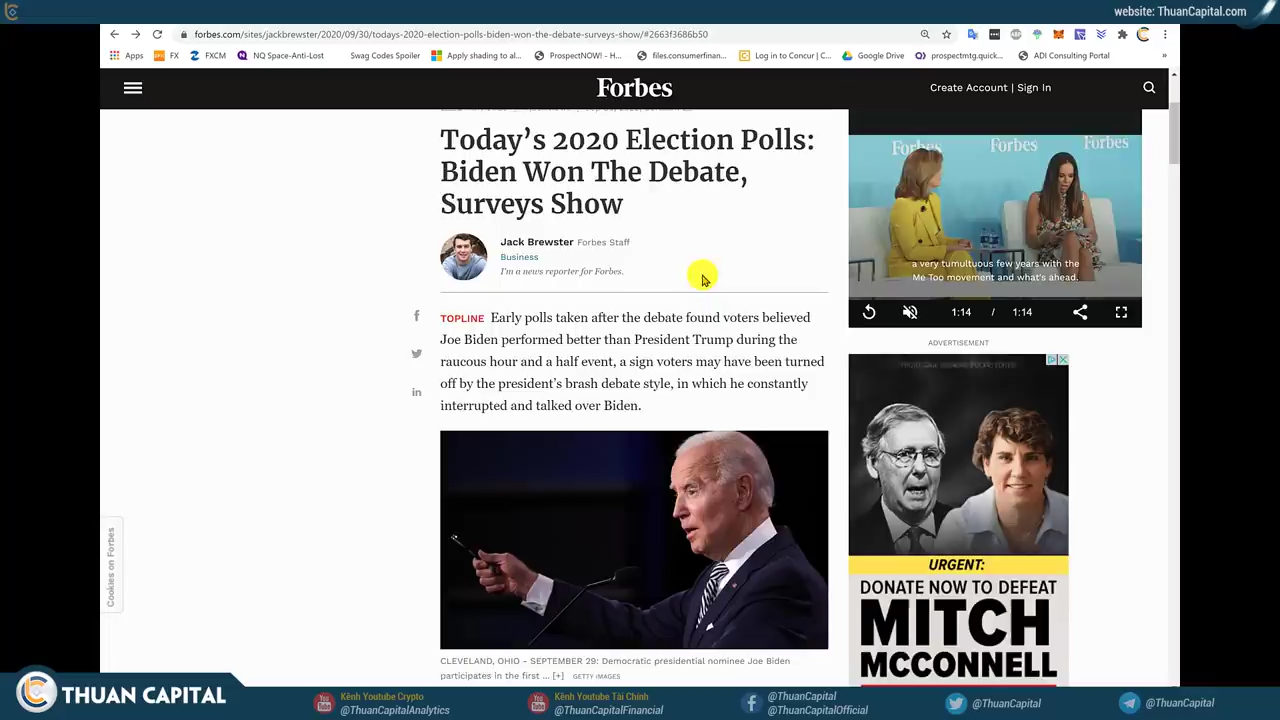 website: ThuanCapital.com
forbes.com/sites/jackbrewster/2020/09/30/todays-2020-election-polls-biden-won-the-debate-surveys-show/#2663f3686b50
Apps FX FXCM NQ Space-Anti-Lost Swag Codes Spoiler Apply shading to al... ProspectNOW! - H... files.consumerfinan... Log in to Concur | C... Google Drive prospectmtg.quick... ADI Consulting Portal »
Forbes
Create Account | Sign In
Today's 2020 Election Polls:
Biden Won The Debate,
Surveys Show
Jack Brewster Forbes Staff
Business
I'm a news reporter for Forbes.
TOPLINE Early polls taken after the debate found voters believed
Joe Biden performed better than President Trump during the
raucous hour and a half event, a sign voters may have been turned
off by the president's brash debate style, in which he constantly
interrupted and talked over Biden.
CLEVELAND, OHIO - SEPTEMBER 29: Democratic presidential nominee Joe Biden
participates in the first ... [+] GETTY IMAGES
Forbes Forbes Forbes
a very tumultuous few years with the
Me Too movement and what's ahead.
1:14 / 1:14
ADVERTISEMENT
URGENT:
DONATE NOW TO DEFEAT
MITCH
MCCONNELL
Cookies on Forbes
THUAN CAPITAL
Kênh Youtube Crypto
@ThuanCapitalAnalytics
Kênh Youtube Tài Chính
@ThuanCapitalFinancial
@ThuanCapital
@ThuanCapitalOfficial
@ThuanCapital
@ThuanCapital